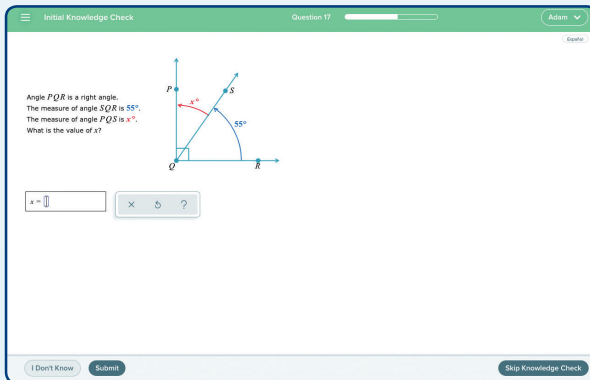 Initial Knowledge Check
Question 17
Adam
Español
Angle PQR is a right angle.
The measure of angle SQR is 55°.
The measure of angle PQS is x°.
What is the value of x?
P
S
x°
55°
Q
R
x =
×
?
I Don't Know
Submit
Skip Knowledge Check